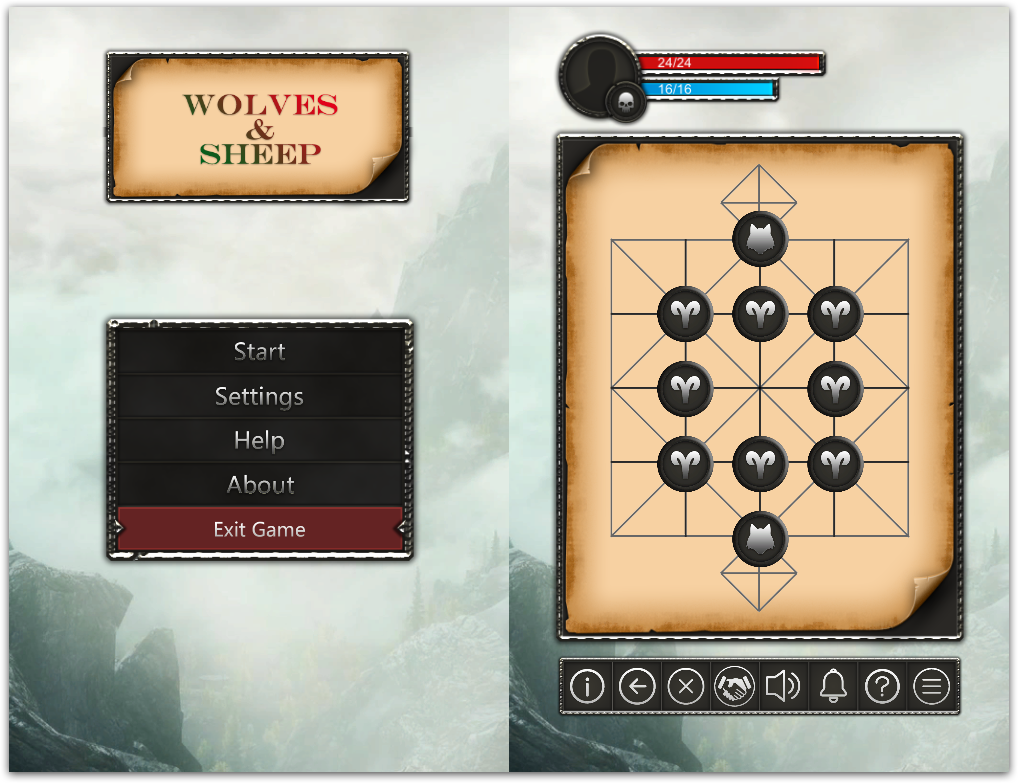 WOLVES
&
SHEEP
Start
Settings
Help
About
Exit Game
24/24
16/16